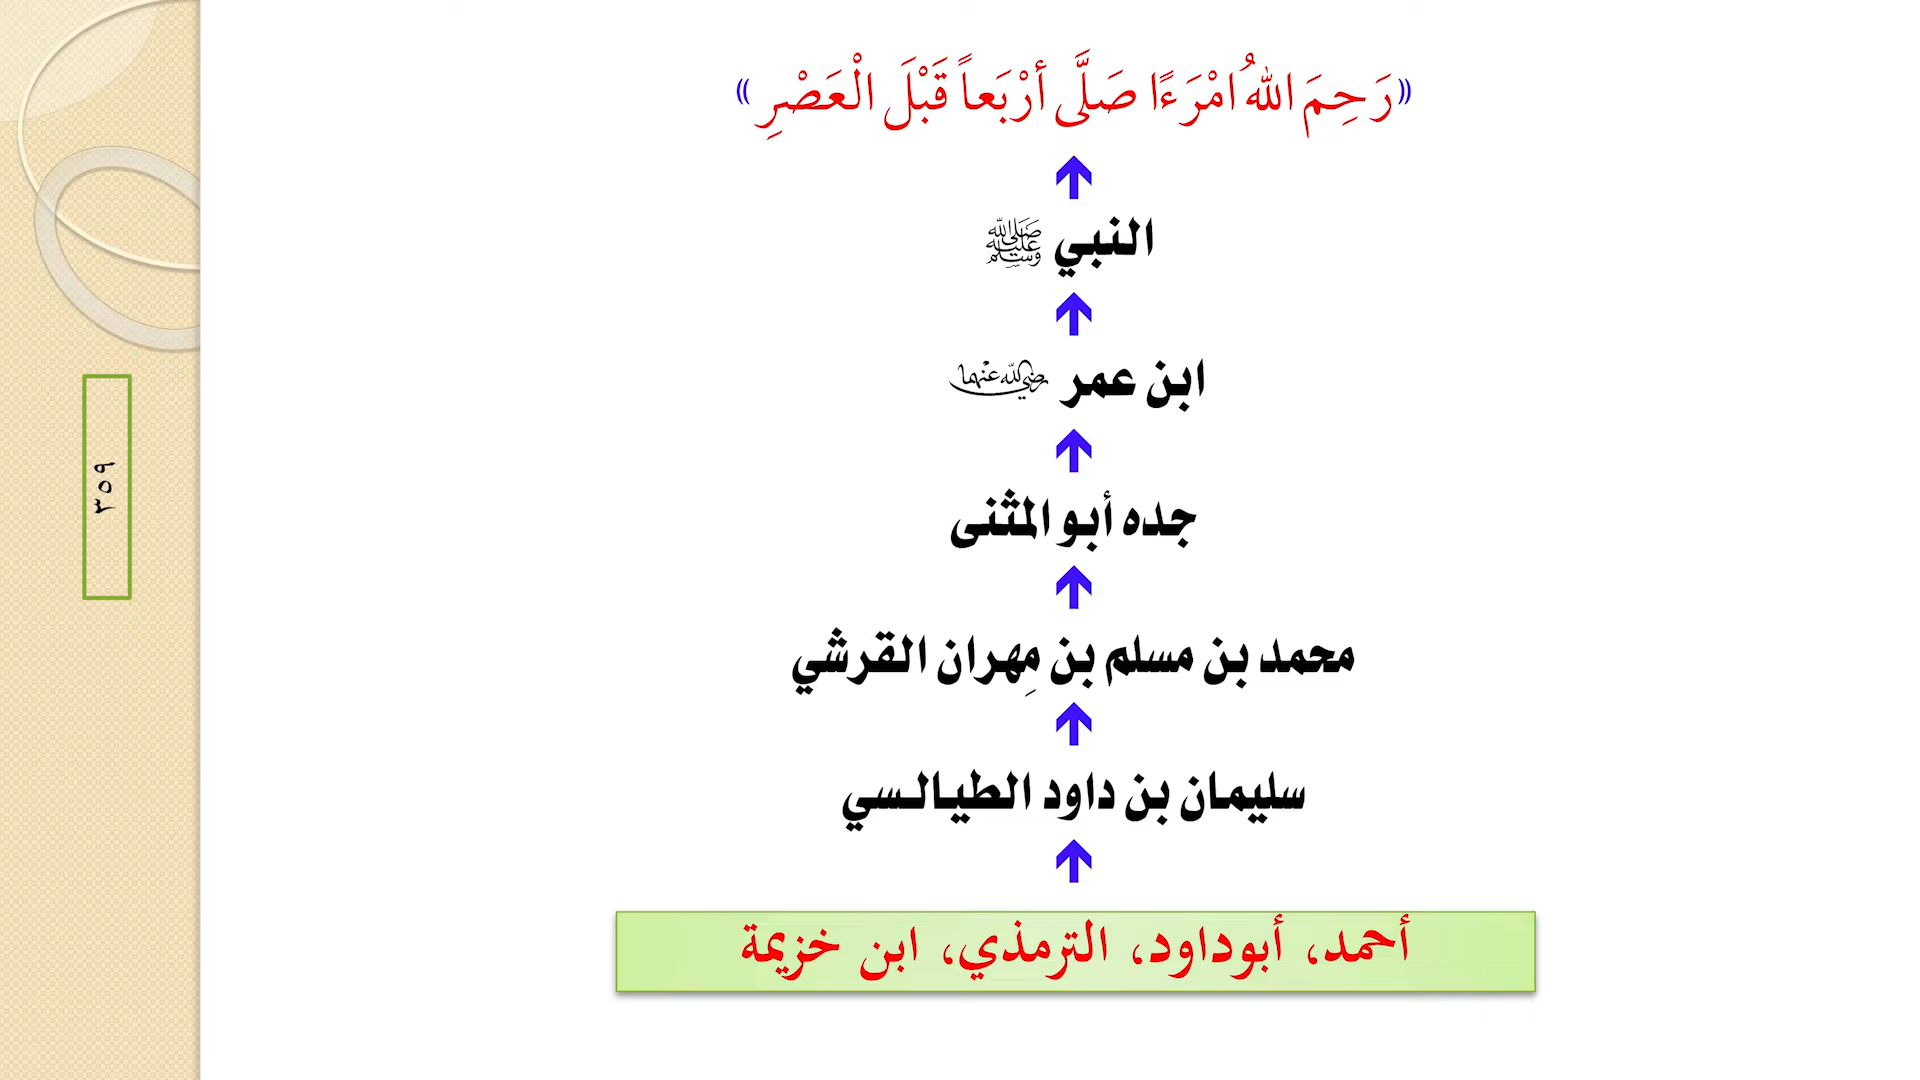 «رَحِمَ اللهُ امْرَءًا صَلَّى أرْبَعاً قَبْلَ الْعَصْرِ»
النبي ﷺ
ابن عمر رضي الله عنهما
جده أبو المثنى
محمد بن مسلم بن مِهران القرشي
سليمان بن داود الطيالسي
أحمد، أبوداود، الترمذي، ابن خزيمة
٣٥٩